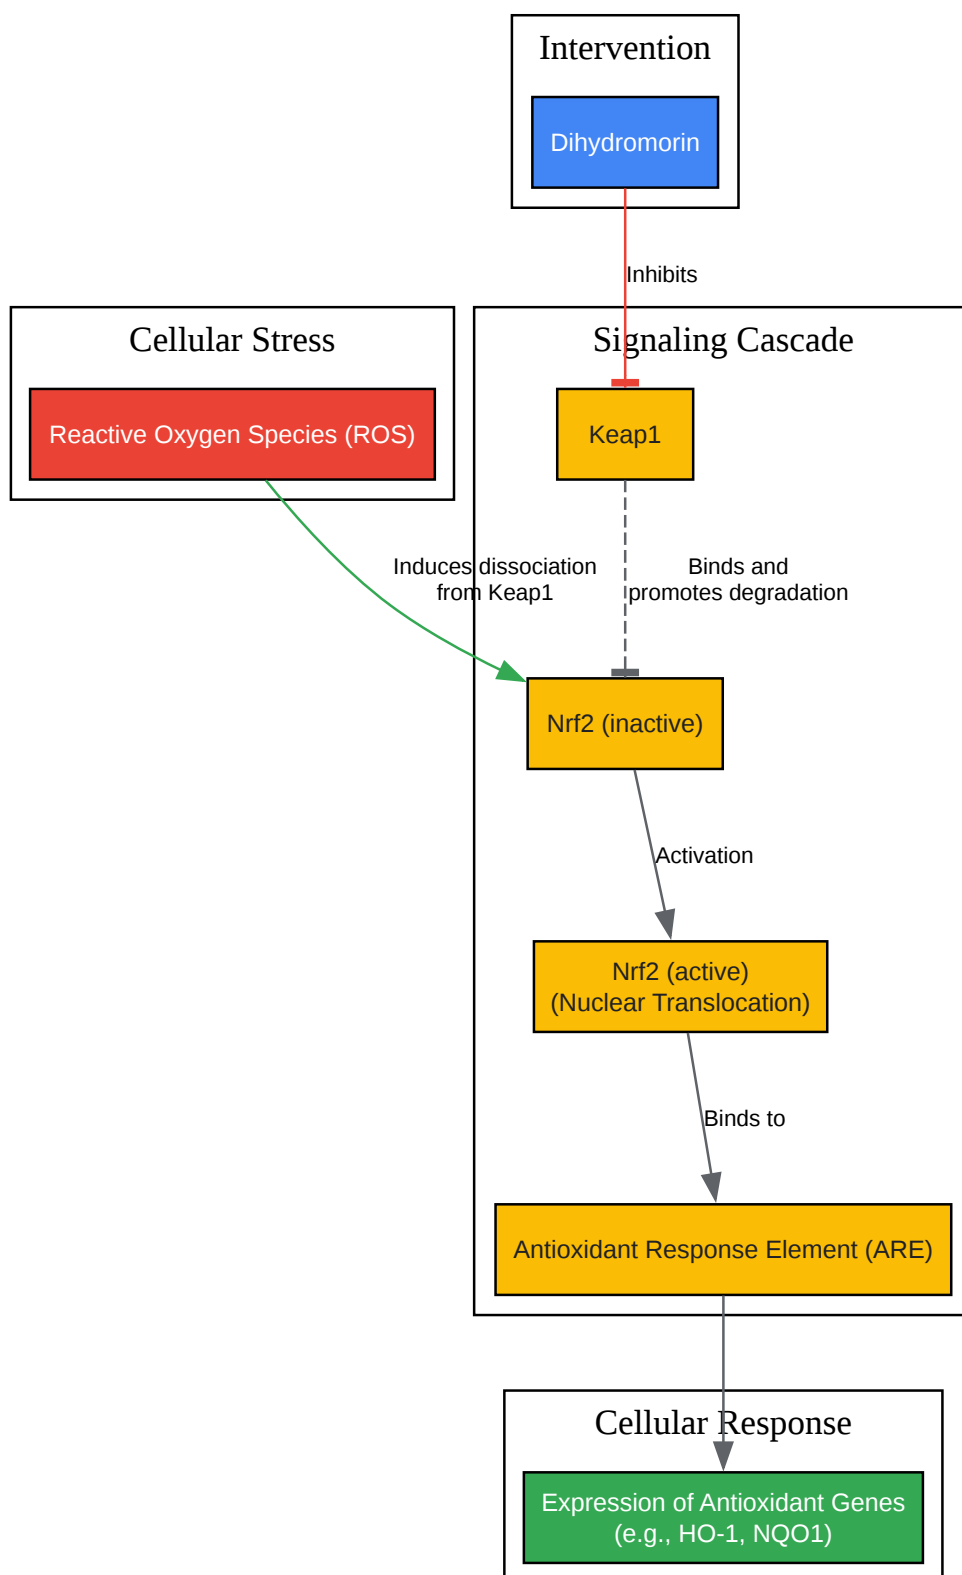 Intervention
Dihydromorin
Inhibits
Cellular Stress
Reactive Oxygen Species (ROS)
Signaling Cascade
Keap1
Induces dissociation
from Keap1
Binds and
promotes degradation
Nrf2 (inactive)
Activation
Nrf2 (active)
(Nuclear Translocation)
Binds to
Antioxidant Response Element (ARE)
Cellular Response
Expression of Antioxidant Genes
(e.g., HO-1, NQO1)